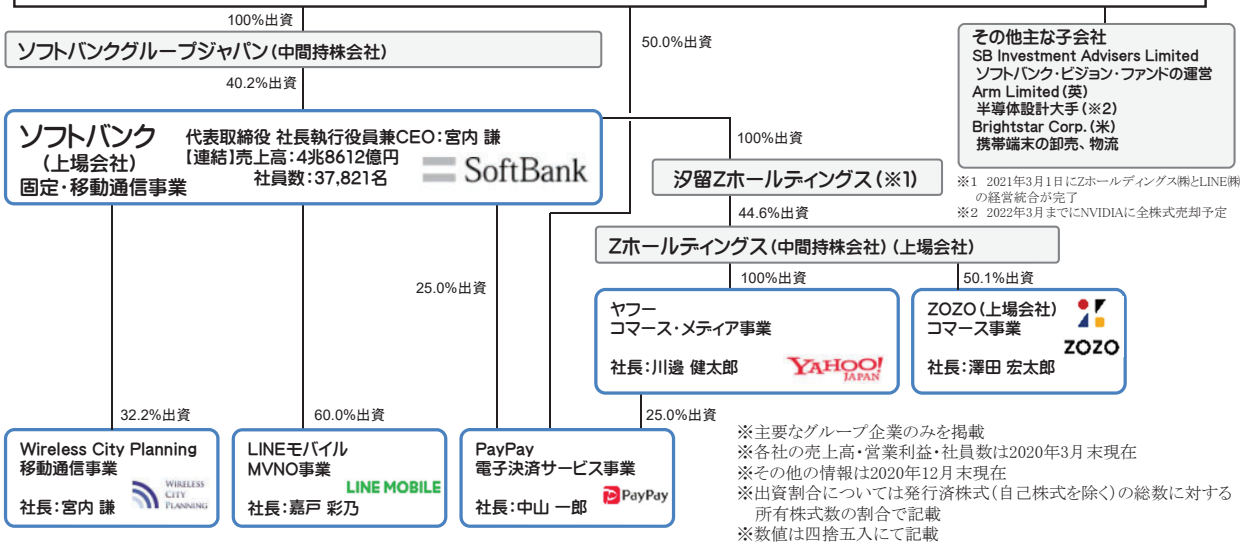 100%出資
ソフトバンクグループジャパン(中間持株会社)
40.2%出資
50.0%出資
その他主な子会社
SB Investment Advisers Limited
ソフトバンク・ビジョン・ファンドの運営
Arm Limited(英)
半導体設計大手(※2)
Brightstar Corp.(米)
携帯端末の卸売、物流
※1 2021年3月1日にZホールディングス㈱とLINE㈱
の経営統合が完了
※2 2022年3月までにNVIDIAに全株式売却予定
ソフトバンク
(上場会社)
固定・移動通信事業
代表取締役 社長執行役員兼CEO:宮内 謙
【連結】売上高:4兆8612億円
社員数:37,821名
SoftBank
100%出資
汐留Zホールディングス(※1)
44.6%出資
Zホールディングス(中間持株会社)(上場会社)
100%出資
50.1%出資
25.0%出資
ヤフー
コマース・メディア事業
社長:川邊 健太郎
YAHOO!
JAPAN
ZOZO(上場会社)
コマース事業
社長:澤田 宏太郎
ZOZO
32.2%出資
60.0%出資
25.0%出資
Wireless City Planning
移動通信事業
社長:宮内 謙
WIRELESS
CITY
PLANNING
LINEモバイル
MVNO事業
LINE MOBILE
社長:嘉戸 彩乃
PayPay
電子決済サービス事業
社長:中山 一郎
PayPay
※主要なグループ企業のみを掲載
※各社の売上高・営業利益・社員数は2020年3月末現在
※その他の情報は2020年12月末現在
※出資割合については発行済株式(自己株式を除く)の総数に対する
所有株式数の割合で記載
※数値は四捨五入にて記載